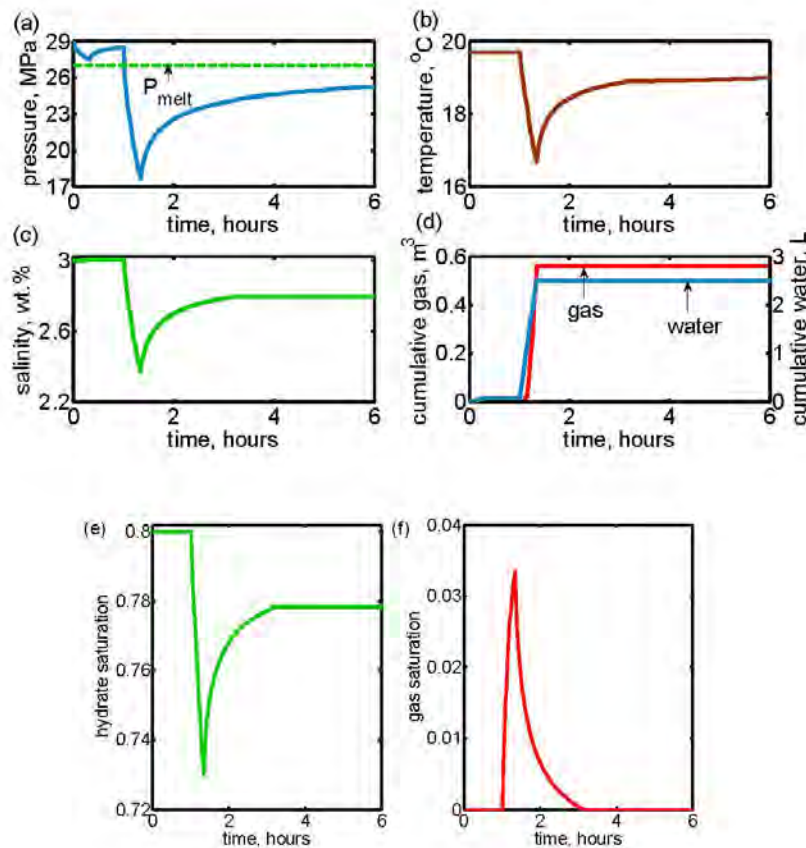 (a)
29
26
23
20
17
pressure, MPa
P melt
0 2 4 6
time, hours
(b)
20
18
16
temperature, °C
0 2 4 6
time, hours
(c)
3
2.6
2.2
salinity, wt.%
0 2 4 6
time, hours
(d)
0.6
0.4
0.2
0
cumulative gas, m³
3
2
1
0
cumulative water, L
gas
water
0 2 4 6
time, hours
(e)
0.8
0.78
0.76
0.74
0.72
hydrate saturation
0 2 4 6
time, hours
(f)
0.04
0.03
0.02
0.01
0
gas saturation
0 2 4 6
time, hours